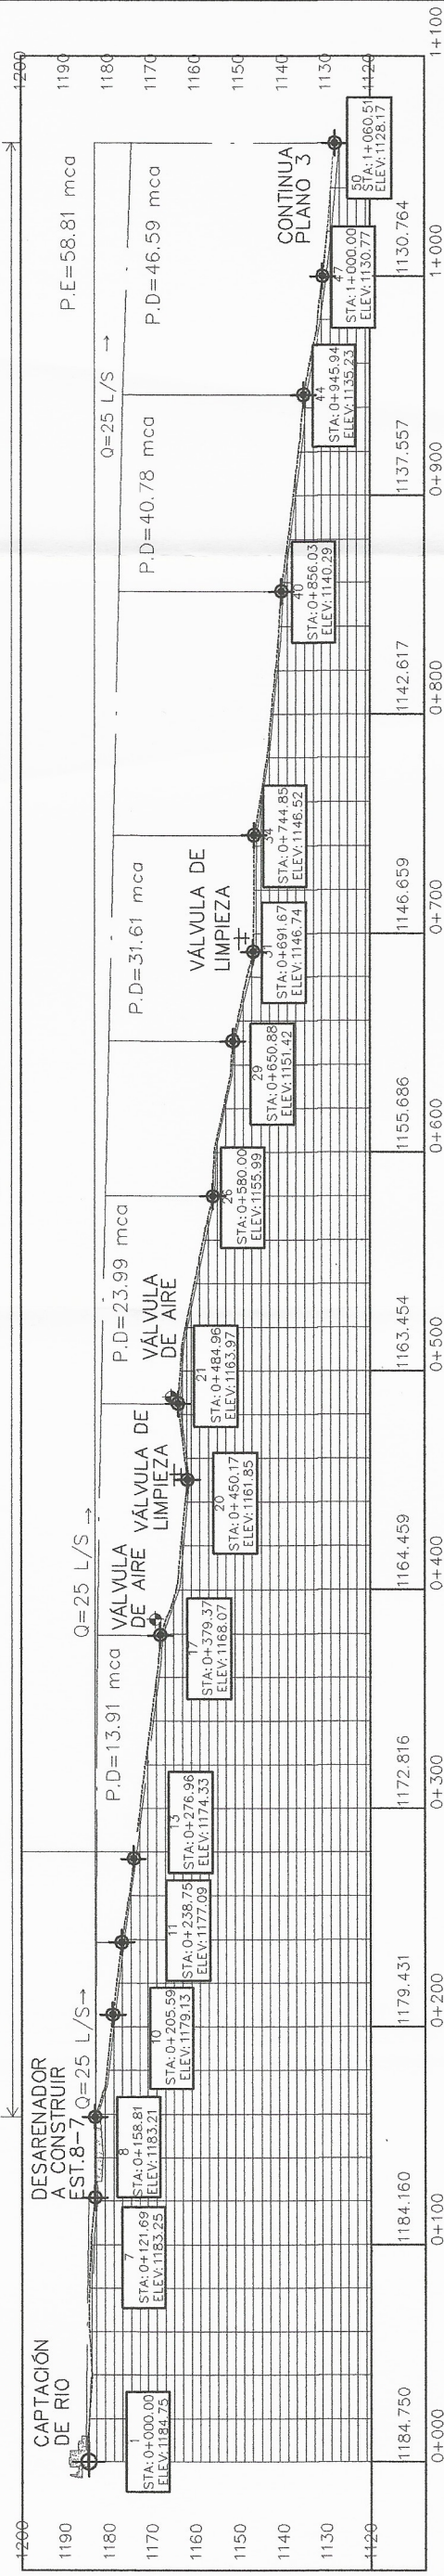 1200
1190
1180
1170
1160
1150
1140
1130
1120
CAPTACIÓN
DE RIO
1
STA: 0+000.00
ELEV: 1184.75
DESARENADOR
A CONSTRUIR
EST.8-7
Q=25 L/S→
7
STA: 0+121.69
ELEV: 1183.25
8
STA: 0+158.81
ELEV: 1183.21
10
STA: 0+205.59
ELEV: 1179.13
11
STA: 0+238.75
ELEV: 1177.09
13
STA: 0+276.96
ELEV: 1174.33
P.D=13.91 mca
Q=25 L/S →
VÁLVULA
DE AIRE
17
STA: 0+379.37
ELEV: 1168.07
VÁLVULA DE
LIMPIEZA
20
STA: 0+450.17
ELEV: 1161.85
VÁLVULA
DE AIRE
21
STA: 0+484.96
ELEV: 1163.97
P.D=23.99 mca
26
STA: 0+580.00
ELEV: 1155.99
29
STA: 0+650.88
ELEV: 1151.42
P.D=31.61 mca
VÁLVULA DE
LIMPIEZA
31
STA: 0+691.67
ELEV: 1146.74
34
STA: 0+744.85
ELEV: 1146.52
P.D=40.78 mca
40
STA: 0+856.03
ELEV: 1140.29
Q=25 L/S →
44
STA: 0+945.94
ELEV: 1135.23
P.E=58.81 mca
P.D=46.59 mca
47
STA: 1+000.00
ELEV: 1130.77
CONTINUA
PLANO 3
50
STA: 1+060.51
ELEV: 1128.17
1200
1190
1180
1170
1160
1150
1140
1130
1120
1184.750
1184.160
1179.431
1172.816
1164.459
1163.454
1155.686
1146.659
1142.617
1137.557
1130.764
0+000
0+100
0+200
0+300
0+400
0+500
0+600
0+700
0+800
0+900
1+000
1+100